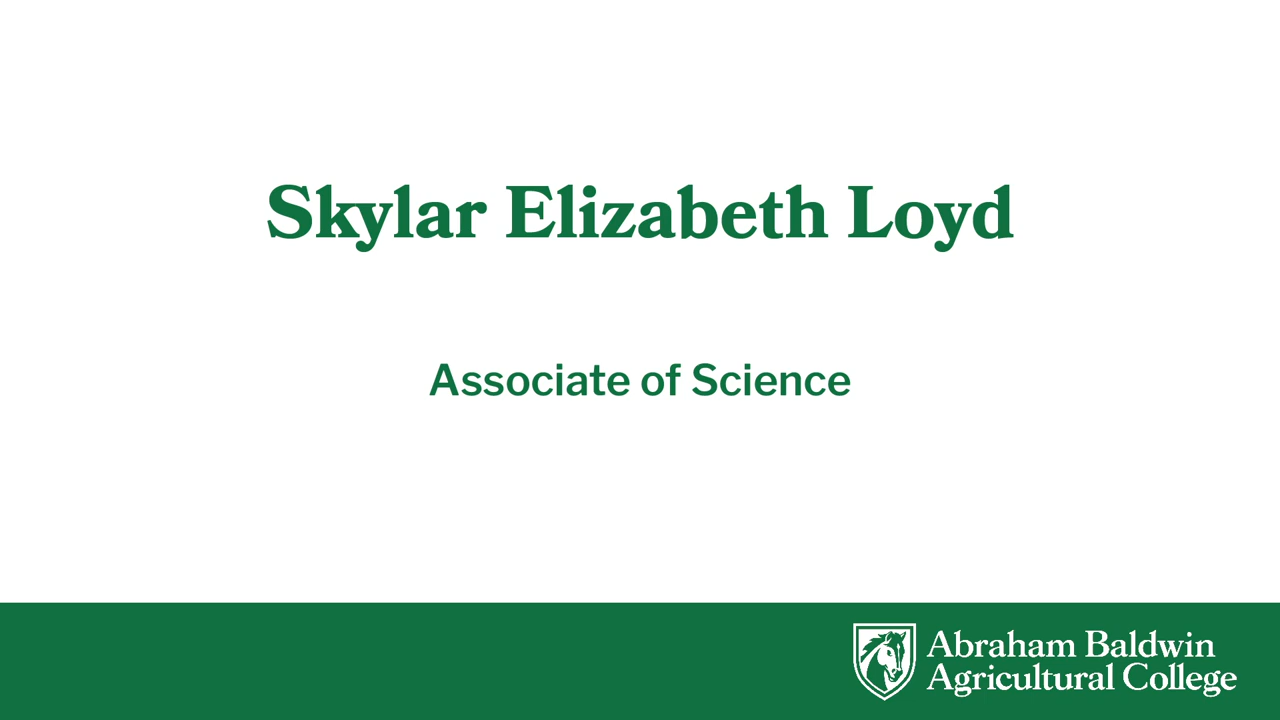 Skylar Elizabeth Loyd
Associate of Science
Abraham Baldwin
Agricultural College